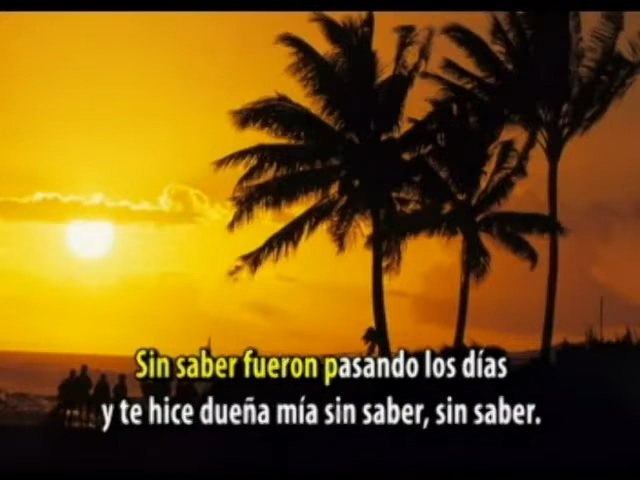 Sin saber fueron pasando los días
y te hice dueña mía sin saber, sin saber.